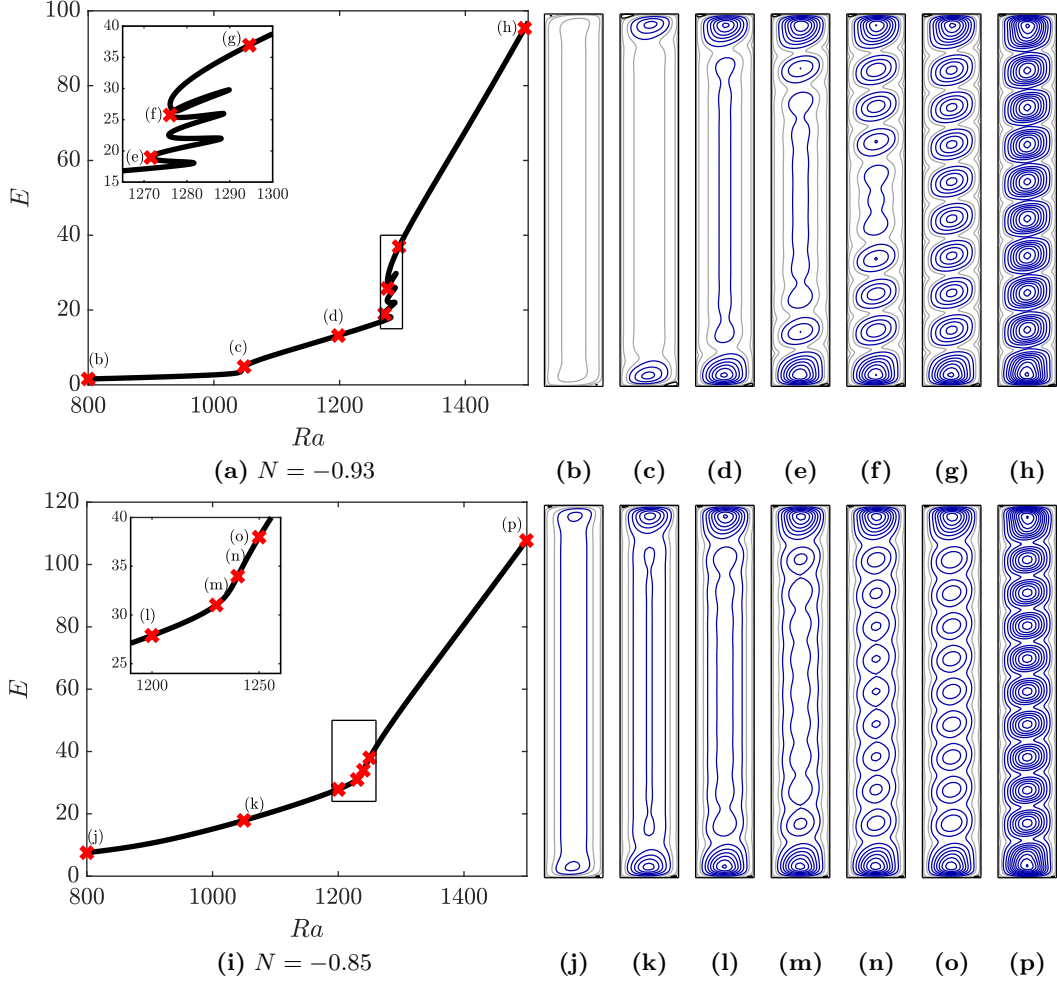 100
80
60
40
20
0
E
800
1000
1200
1400
Ra
(b)
(c)
(d)
(h)
40
35
30
25
20
15
1270
1280
1290
1300
(g)
(f)
(e)
(a) N = −0.93
(b) (c) (d) (e) (f) (g) (h)
120
100
80
60
40
20
0
E
800
1000
1200
1400
Ra
(j)
(k)
(p)
40
35
30
25
1200
1250
(o)
(n)
(m)
(l)
(i) N = −0.85
(j) (k) (l) (m) (n) (o) (p)